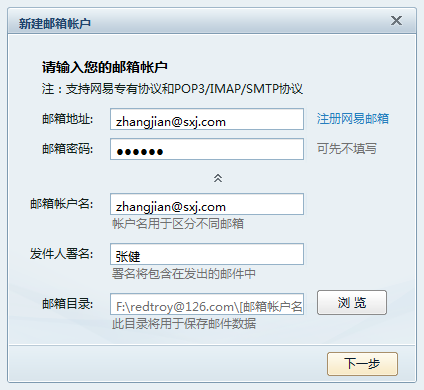 新建邮箱帐户
请输入您的邮箱帐户
注：支持网易专有协议和POP3/IMAP/SMTP协议
邮箱地址: zhangjian@sxj.com 注册网易邮箱
邮箱密码: ●●●●●● 可先不填写
邮箱帐户名: zhangjian@sxj.com
帐户名用于区分不同邮箱
发件人署名: 张健
署名将包含在发出的邮件中
邮箱目录: F:\redtroy@126.com\[邮箱帐户名 浏 览
此目录将用于保存邮件数据
下一步